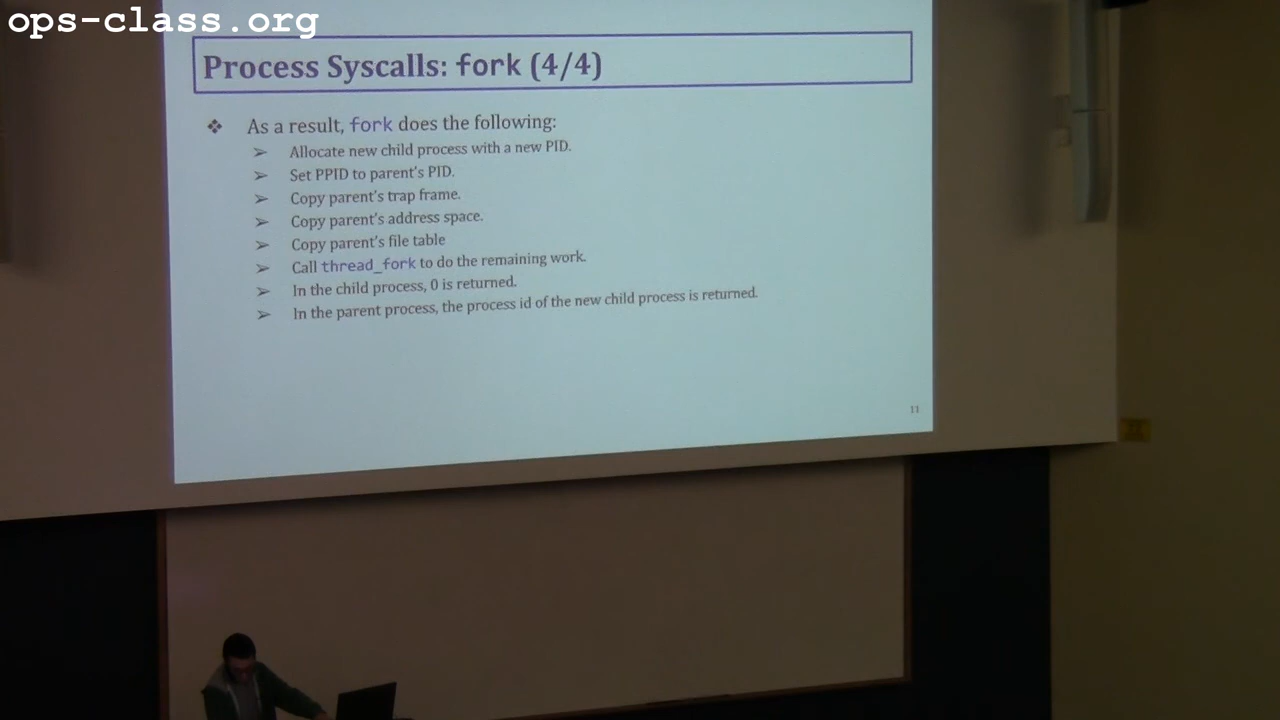 ops-class.org
Process Syscalls: fork (4/4)
❖ As a result, fork does the following:
➢ Allocate new child process with a new PID.
➢ Set PPID to parent's PID.
➢ Copy parent's trap frame.
➢ Copy parent's address space.
➢ Copy parent's file table
➢ Call thread_fork to do the remaining work.
➢ In the child process, 0 is returned.
➢ In the parent process, the process id of the new child process is returned.
11